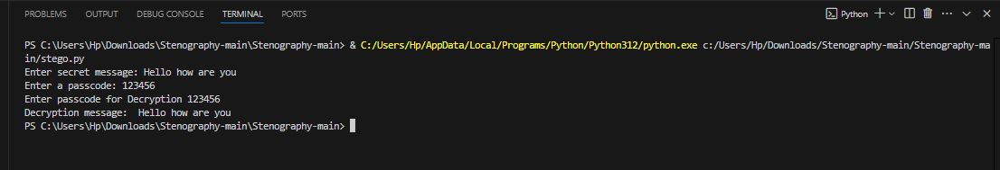 PROBLEMS OUTPUT DEBUG CONSOLE TERMINAL PORTS Python
PS C:\Users\Hp\Downloads\Stenography-main\Stenography-main> & C:/Users/Hp/AppData/Local/Programs/Python/Python312/python.exe c:/Users/Hp/Downloads/Stenography-main/Stenography-ma
in/stego.py
Enter secret message: Hello how are you
Enter a passcode: 123456
Enter passcode for Decryption 123456
Decryption message:  Hello how are you
PS C:\Users\Hp\Downloads\Stenography-main\Stenography-main>